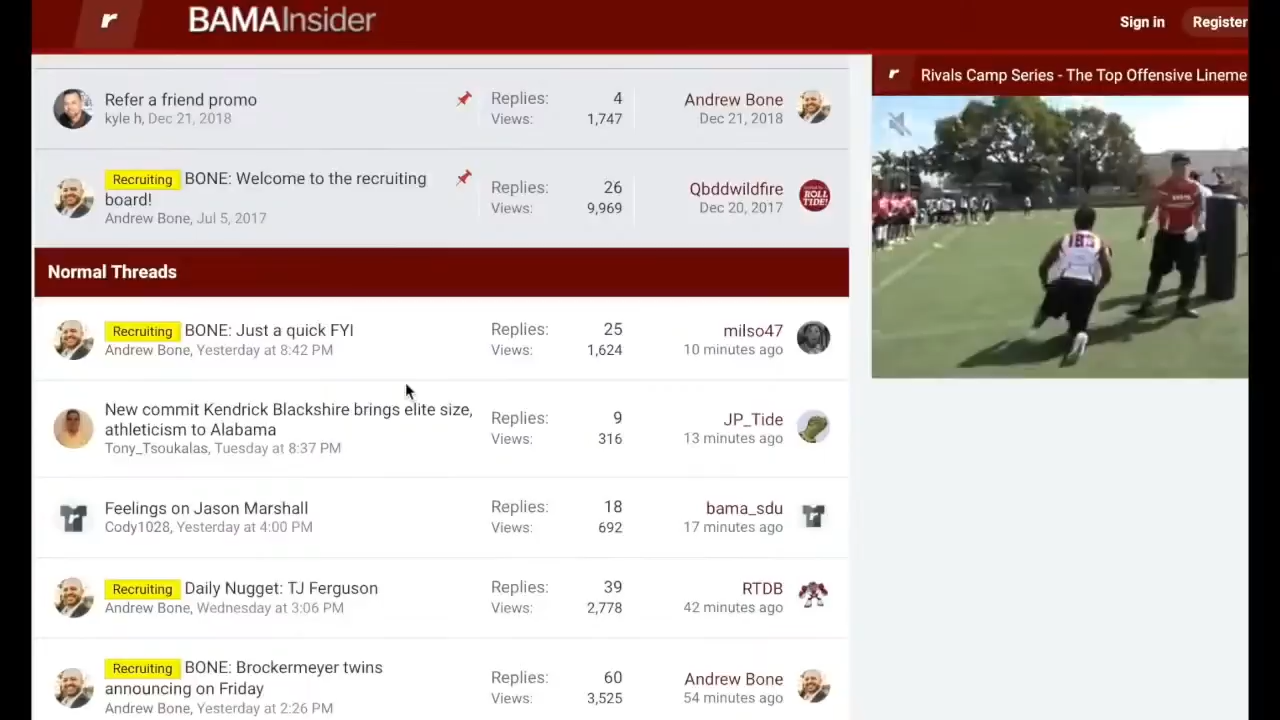 r BAMAInsider Sign in Register
Refer a friend promo Replies: 4 Andrew Bone
kyle h, Dec 21, 2018 Views: 1,747 Dec 21, 2018
Recruiting BONE: Welcome to the recruiting Replies: 26 Qbddwildfire
board! Views: 9,969 Dec 20, 2017
Andrew Bone, Jul 5, 2017
ROLL TIDE!
Normal Threads
Recruiting BONE: Just a quick FYI Replies: 25 milso47
Andrew Bone, Yesterday at 8:42 PM Views: 1,624 10 minutes ago
New commit Kendrick Blackshire brings elite size, Replies: 9 JP_Tide
athleticism to Alabama Views: 316 13 minutes ago
Tony_Tsoukalas, Tuesday at 8:37 PM
Feelings on Jason Marshall Replies: 18 bama_sdu
Cody1028, Yesterday at 4:00 PM Views: 692 17 minutes ago
Recruiting Daily Nugget: TJ Ferguson Replies: 39 RTDB
Andrew Bone, Wednesday at 3:06 PM Views: 2,778 42 minutes ago
Recruiting BONE: Brockermeyer twins Replies: 60 Andrew Bone
announcing on Friday Views: 3,525 54 minutes ago
Andrew Bone, Yesterday at 2:26 PM
r Rivals Camp Series - The Top Offensive Lineme